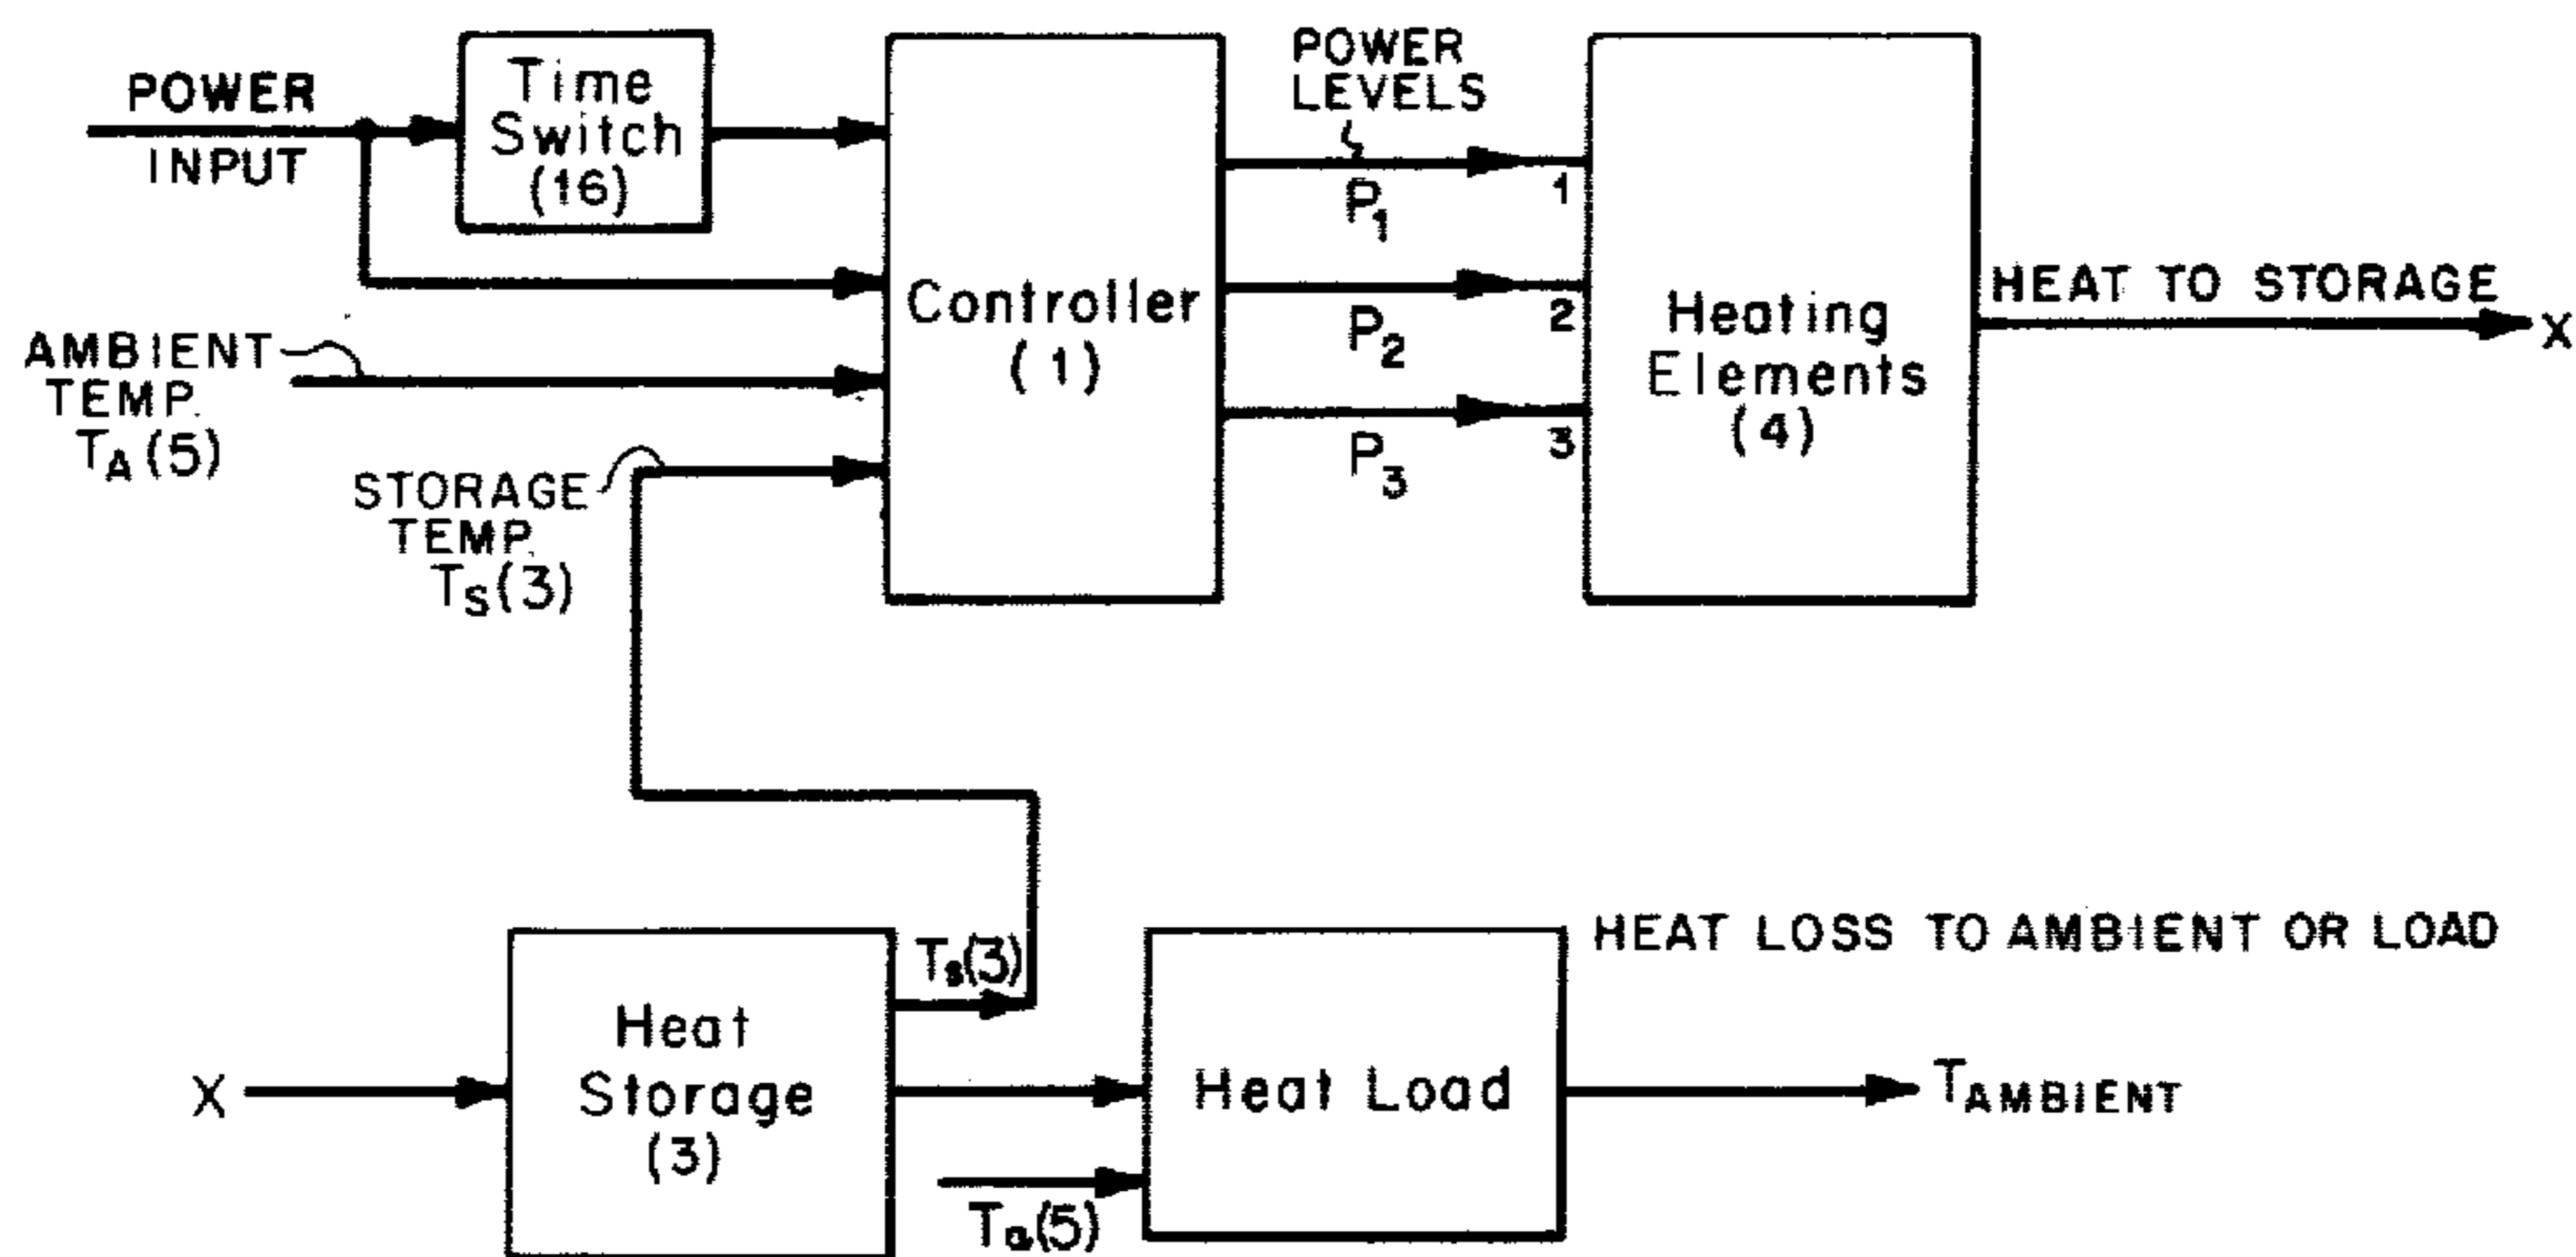 POWER
INPUT
Time
Switch
(16)
AMBIENT
TEMP.
TA(5)
STORAGE
TEMP.
TS(3)
Controller
(1)
POWER
LEVELS
P1
P2
P3
1
2
3
Heating
Elements
(4)
HEAT TO STORAGE
X
X
Heat
Storage
(3)
Ts(3)
Ta(5)
Heat Load
HEAT LOSS TO AMBIENT OR LOAD
TAMBIENT